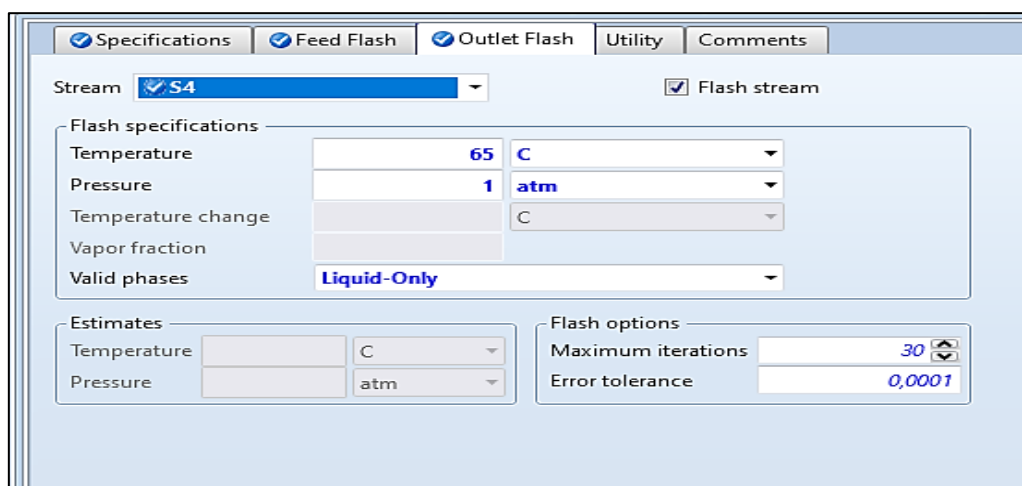 Specifications Feed Flash Outlet Flash Utility Comments
Stream S4 Flash stream
Flash specifications
Temperature 65 C
Pressure 1 atm
Temperature change C
Vapor fraction
Valid phases Liquid-Only
Estimates Flash options
Temperature C Maximum iterations 30
Pressure atm Error tolerance 0,0001